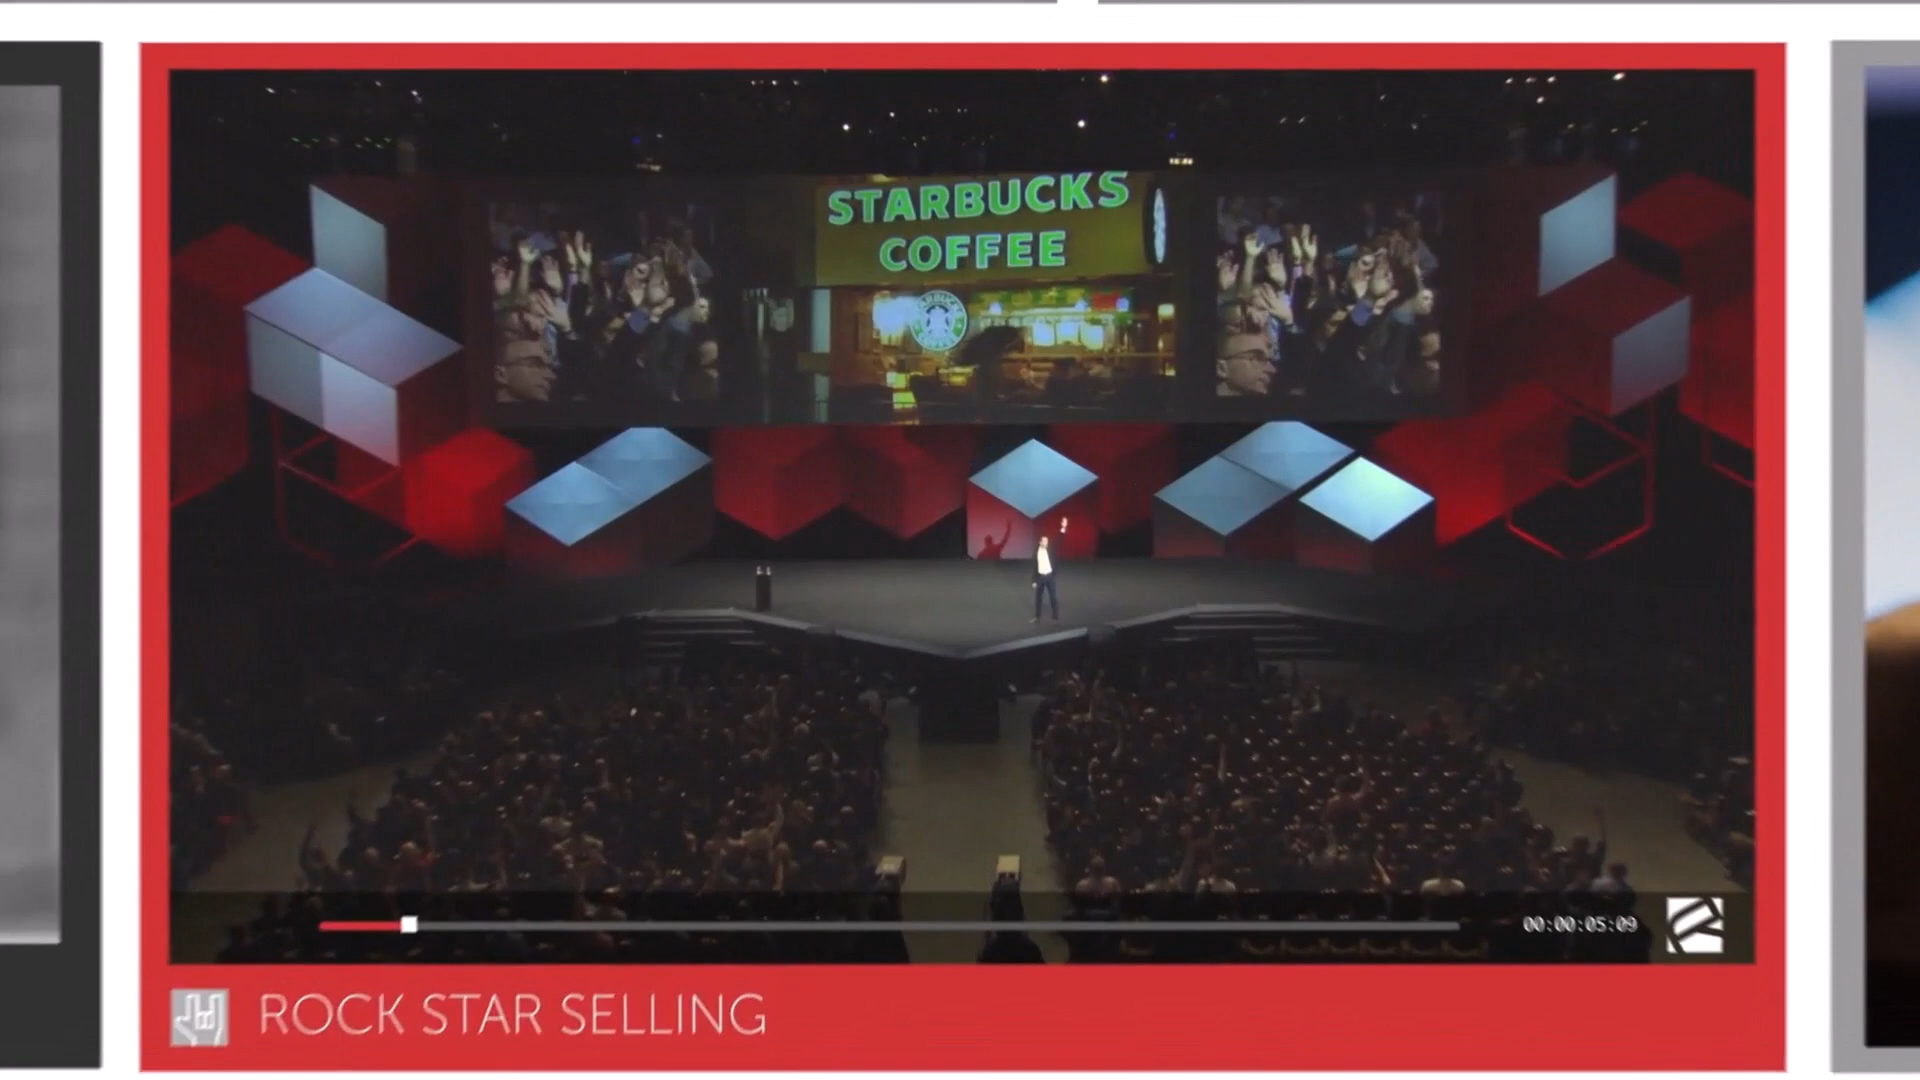 STARBUCKS
COFFEE
00:00:05:09
ROCK STAR SELLING